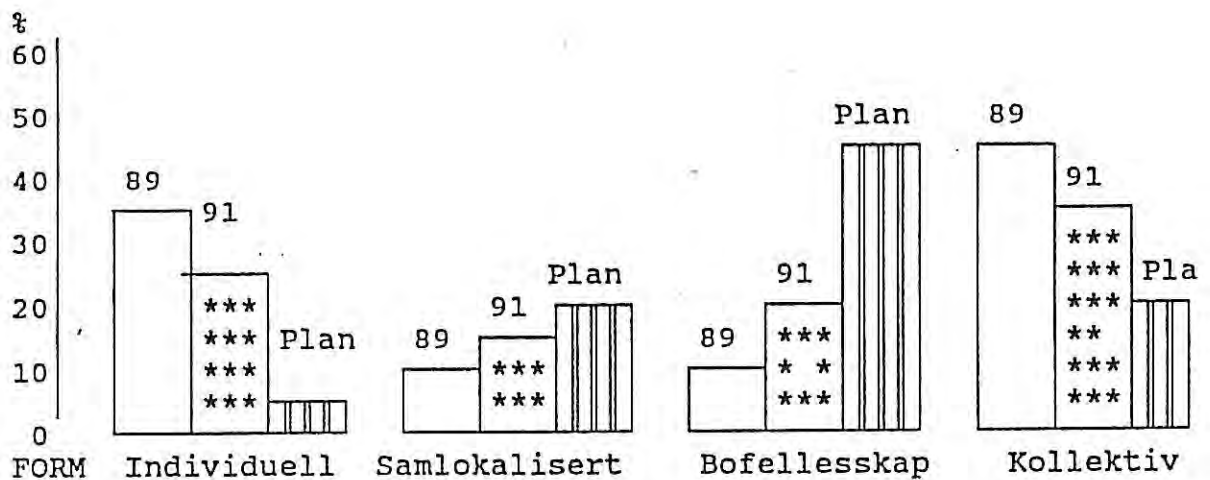 %
60
50
89 Plan
40 89 91
91
30 ***
*** Pla
91 Plan ***
20 *** 91 **
*** Plan 89 89 *** ***
10 *** *** * * ***
*** *** ***
0
FORM Individuell Samlokalisert Bofellesskap Kollektiv